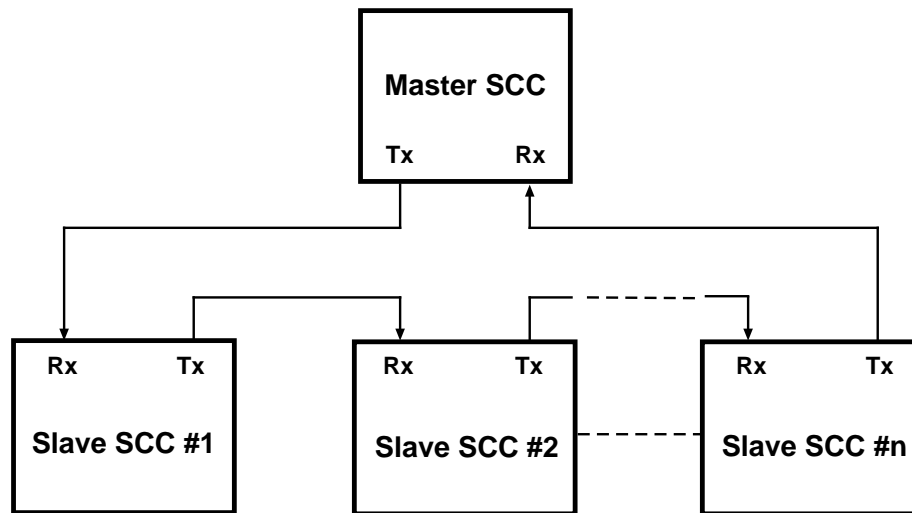 Master SCC
Tx Rx
Rx Tx
Rx Tx
Rx Tx
Slave SCC #1
Slave SCC #2
Slave SCC #n